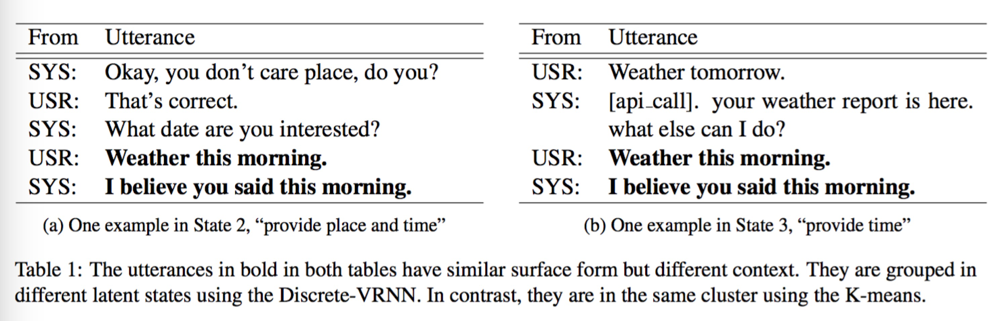 From Utterance
SYS: Okay, you don’t care place, do you?
USR: That’s correct.
SYS: What date are you interested?
USR: Weather this morning.
SYS: I believe you said this morning.
(a) One example in State 2, “provide place and time”
From Utterance
USR: Weather tomorrow.
SYS: [api_call]. your weather report is here.
what else can I do?
USR: Weather this morning.
SYS: I believe you said this morning.
(b) One example in State 3, “provide time”
Table 1: The utterances in bold in both tables have similar surface form but different context. They are grouped in
different latent states using the Discrete-VRNN. In contrast, they are in the same cluster using the K-means.